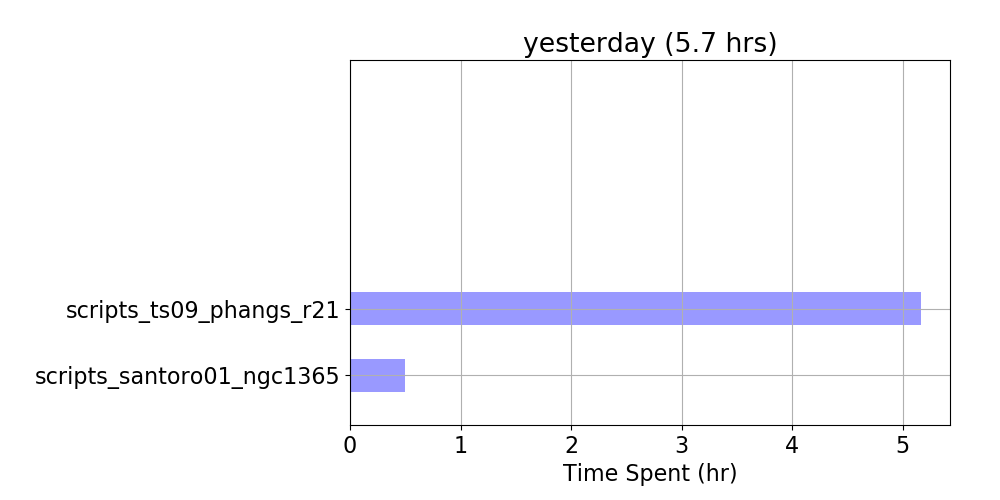 yesterday (5.7 hrs)
scripts_ts09_phangs_r21
scripts_santoro01_ngc1365
0 1 2 3 4 5
Time Spent (hr)